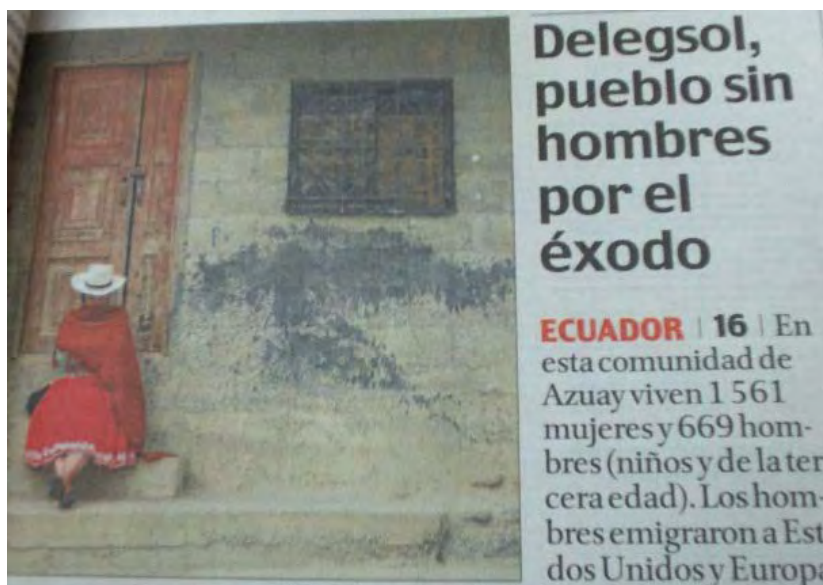 Delegsol,
pueblo sin
hombres
por el
éxodo
ECUADOR | 16 | En
esta comunidad de
Azuay viven 1 561
mujeres y 669 hom-
bres (niños y de la ter
cera edad). Los hom-
bres emigraron a Est
dos Unidos y Europa